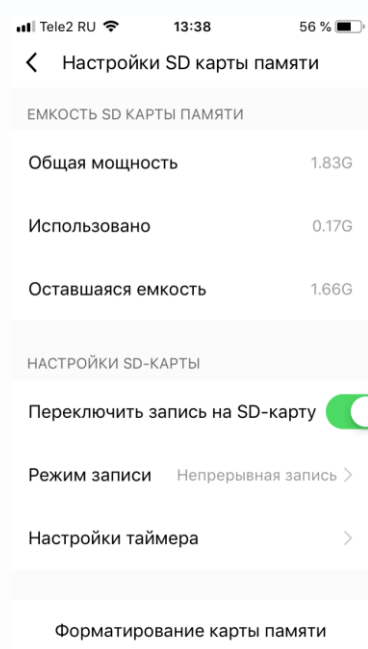 Tele2 RU 13:38 56 %
Настройки SD карты памяти
ЕМКОСТЬ SD КАРТЫ ПАМЯТИ
Общая мощность 1.83G
Использовано 0.17G
Оставшаяся емкость 1.66G
НАСТРОЙКИ SD-КАРТЫ
Переключить запись на SD-карту
Режим записи Непрерывная запись
Настройки таймера
Форматирование карты памяти